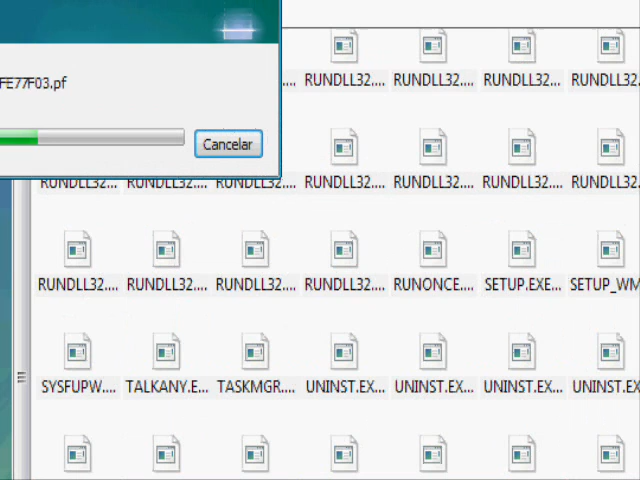 FE77F03.pf
Cancelar
... RUNDLL32.... RUNDLL32.... RUNDLL32... RUNDLL32.
RUNDLL32... RUNDLL32.... RUNDLL32.... RUNDLL32.... RUNDLL32.... RUNDLL32... RUNDLL32.
RUNDLL32.... RUNDLL32.... RUNDLL32.... RUNDLL32.... RUNONCE.... SETUP.EXE... SETUP_WM
SYSFUPW.... TALKANY.E... TASKMGR.... UNINST.EX... UNINST.EX... UNINST.EX... UNINST.EX